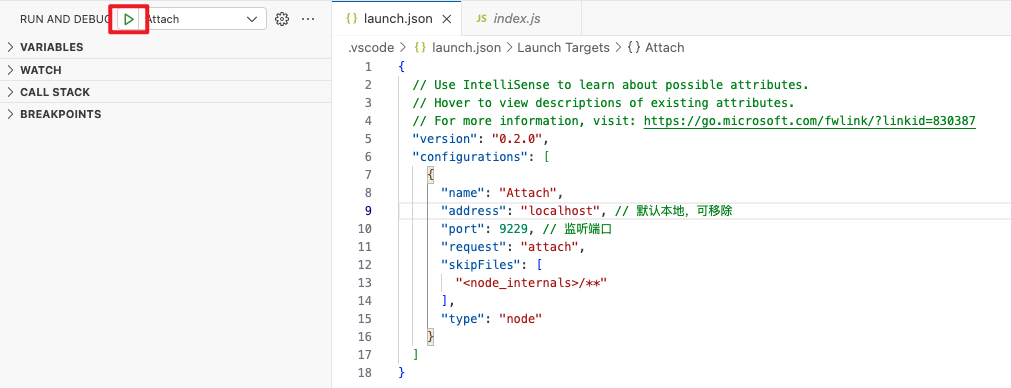 RUN AND DEBUG Attach
VARIABLES
WATCH
CALL STACK
BREAKPOINTS
launch.json
JS index.js
.vscode > {} launch.json > Launch Targets > {} Attach
1 {
2 // Use IntelliSense to learn about possible attributes.
3 // Hover to view descriptions of existing attributes.
4 // For more information, visit: https://go.microsoft.com/fwlink/?linkid=830387
5 "version": "0.2.0",
6 "configurations": [
7 {
8 "name": "Attach",
9 "address": "localhost", // 默认本地，可移除
10 "port": 9229, // 监听端口
11 "request": "attach",
12 "skipFiles": [
13 "<node_internals>/**"
14 ],
15 "type": "node"
16 }
17 ]
18 }